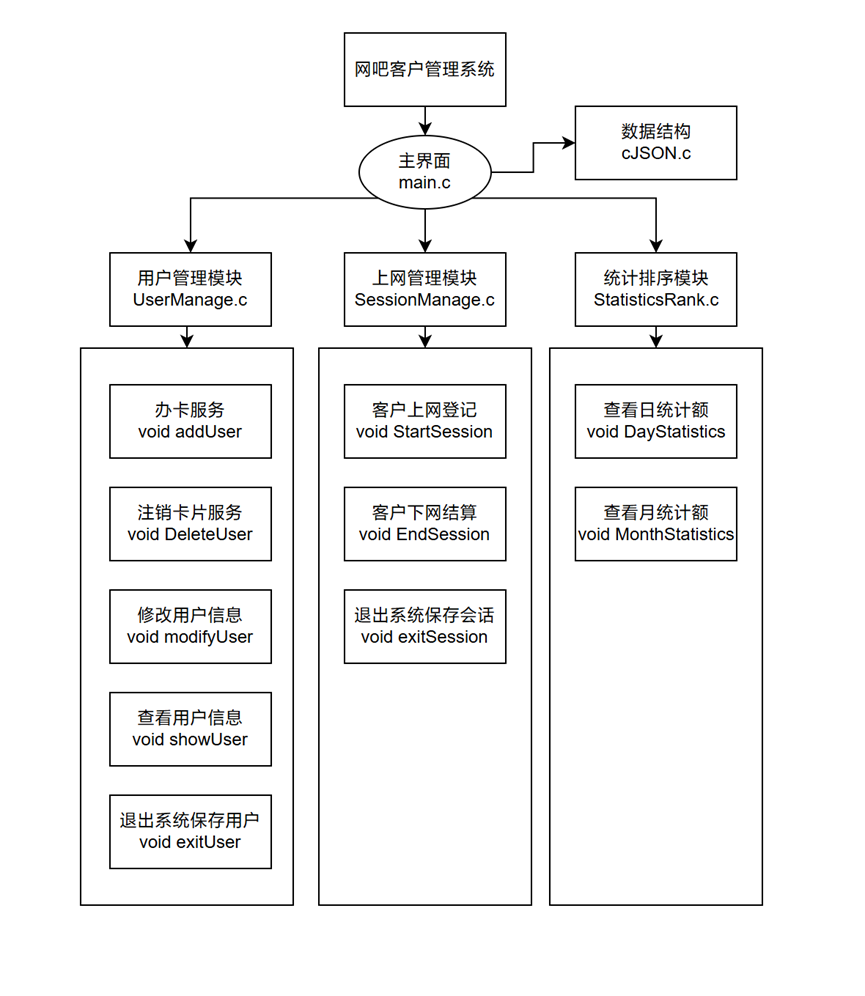 网吧客户管理系统
主界面
main.c
数据结构
cJSON.c
用户管理模块
UserManage.c
上网管理模块
SessionManage.c
统计排序模块
StatisticsRank.c
办卡服务
void addUser
注销卡片服务
void DeleteUser
修改用户信息
void modifyUser
查看用户信息
void showUser
退出系统保存用户
void exitUser
客户上网登记
void StartSession
客户下网结算
void EndSession
退出系统保存会话
void exitSession
查看日统计额
void DayStatistics
查看月统计额
void MonthStatistics